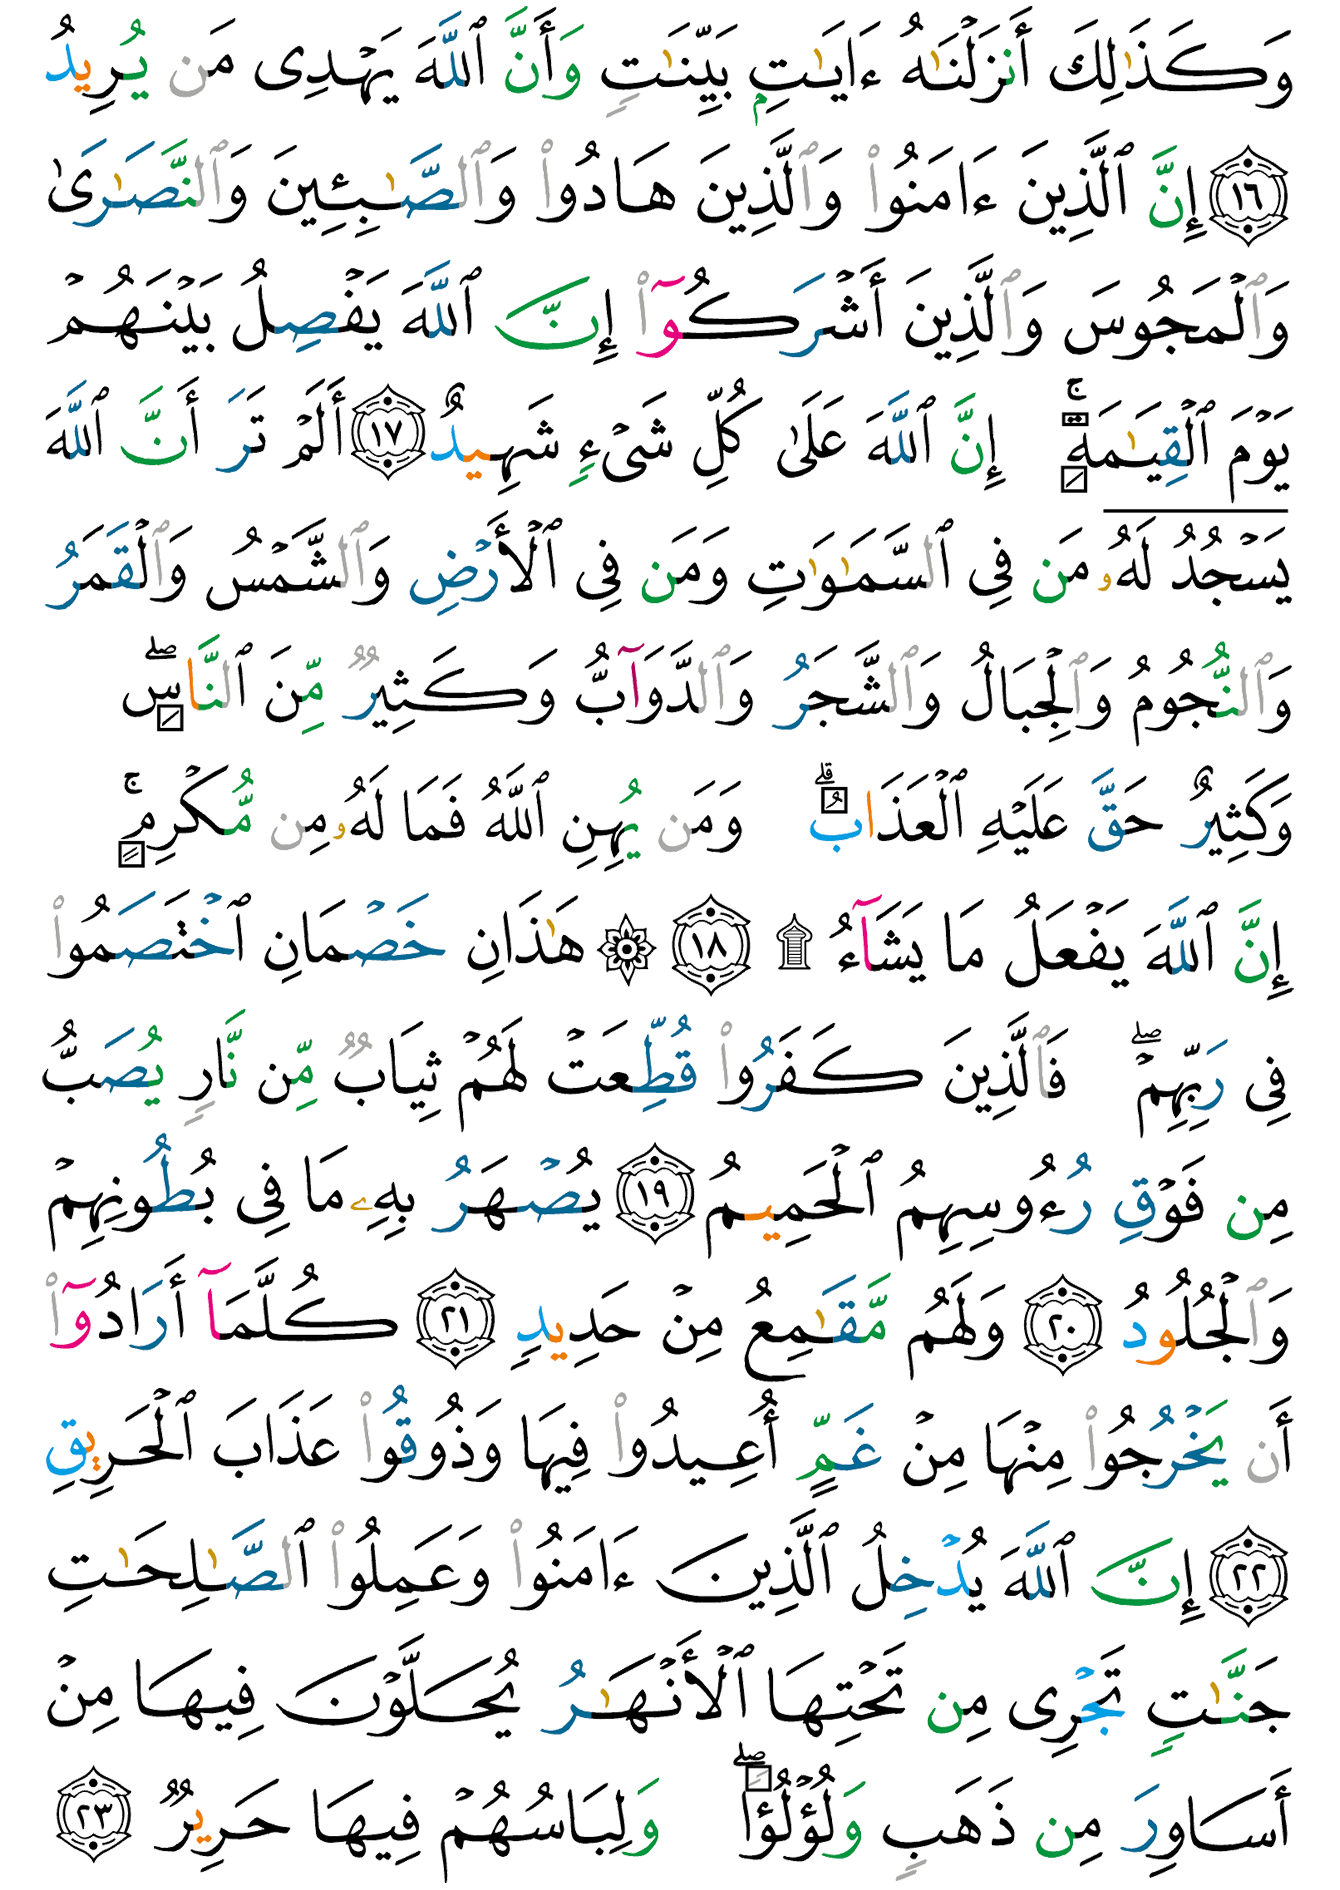 وَكَذَٰلِكَ أَنزَلْنَٰهُ ءَايَٰتٍۭ بَيِّنَٰتٍ وَأَنَّ ٱللَّهَ يَهْدِى مَن يُرِيدُ
١٦ إِنَّ ٱلَّذِينَ ءَامَنُوا۟ وَٱلَّذِينَ هَادُوا۟ وَٱلصَّٰبِـِٔينَ وَٱلنَّصَٰرَىٰ
وَٱلْمَجُوسَ وَٱلَّذِينَ أَشْرَكُوٓا۟ إِنَّ ٱللَّهَ يَفْصِلُ بَيْنَهُمْ
يَوْمَ ٱلْقِيَٰمَةِ ۚ إِنَّ ٱللَّهَ عَلَىٰ كُلِّ شَىْءٍ شَهِيدٌ ١٧ أَلَمْ تَرَ أَنَّ ٱللَّهَ
يَسْجُدُ لَهُۥ مَن فِى ٱلسَّمَٰوَٰتِ وَمَن فِى ٱلْأَرْضِ وَٱلشَّمْسُ وَٱلْقَمَرُ
وَٱلنُّجُومُ وَٱلْجِبَالُ وَٱلشَّجَرُ وَٱلدَّوَآبُّ وَكَثِيرٌ مِّنَ ٱلنَّاسِ ۖ
وَكَثِيرٌ حَقَّ عَلَيْهِ ٱلْعَذَابُ ۗ وَمَن يُهِنِ ٱللَّهُ فَمَا لَهُۥ مِن مُّكْرِمٍ ۚ
إِنَّ ٱللَّهَ يَفْعَلُ مَا يَشَآءُ ۩ ١٨ ۞ هَٰذَانِ خَصْمَانِ ٱخْتَصَمُوا۟
فِى رَبِّهِمْ ۖ فَٱلَّذِينَ كَفَرُوا۟ قُطِّعَتْ لَهُمْ ثِيَابٌ مِّن نَّارٍ يُصَبُّ
مِن فَوْقِ رُءُوسِهِمُ ٱلْحَمِيمُ ١٩ يُصْهَرُ بِهِۦ مَا فِى بُطُونِهِمْ
وَٱلْجُلُودُ ٢٠ وَلَهُم مَّقَٰمِعُ مِنْ حَدِيدٍ ٢١ كُلَّمَآ أَرَادُوٓا۟
أَن يَخْرُجُوا۟ مِنْهَا مِنْ غَمٍّ أُعِيدُوا۟ فِيهَا وَذُوقُوا۟ عَذَابَ ٱلْحَرِيقِ
٢٢ إِنَّ ٱللَّهَ يُدْخِلُ ٱلَّذِينَ ءَامَنُوا۟ وَعَمِلُوا۟ ٱلصَّٰلِحَٰتِ
جَنَّٰتٍ تَجْرِى مِن تَحْتِهَا ٱلْأَنْهَٰرُ يُحَلَّوْنَ فِيهَا مِنْ
أَسَاوِرَ مِن ذَهَبٍ وَلُؤْلُؤًا ۖ وَلِبَاسُهُمْ فِيهَا حَرِيرٌ ٢٣